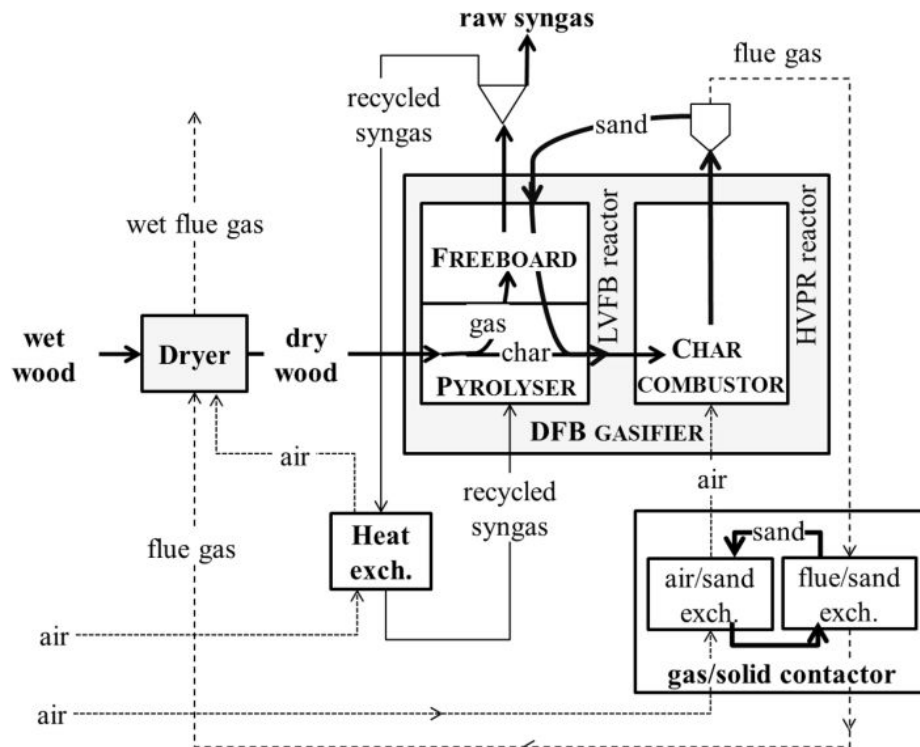 raw syngas
flue gas
recycled
syngas
sand
wet flue gas
LVFB reactor
HVPR reactor
FREEBOARD
wet
wood
Dryer
dry
wood
gas
char
PYROLYSER
CHAR
COMBUSTOR
DFB GASIFIER
air
recycled
syngas
air
flue gas
Heat
exch.
sand
air/sand
exch.
flue/sand
exch.
air
gas/solid contactor
air